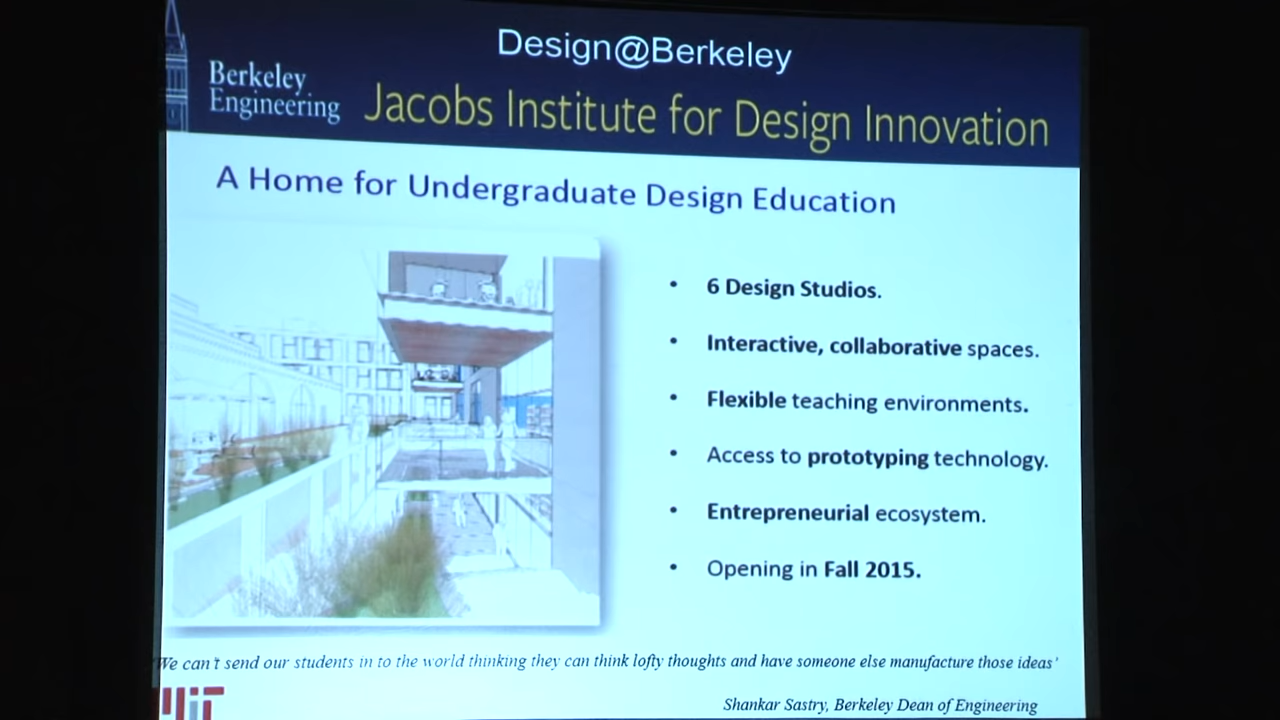 Design@Berkeley
Berkeley
Engineering
Jacobs Institute for Design Innovation
A Home for Undergraduate Design Education
• 6 Design Studios.
• Interactive, collaborative spaces.
• Flexible teaching environments.
• Access to prototyping technology.
• Entrepreneurial ecosystem.
• Opening in Fall 2015.
'We can't send our students in to the world thinking they can think lofty thoughts and have someone else manufacture those ideas'
MIT
Shankar Sastry, Berkeley Dean of Engineering